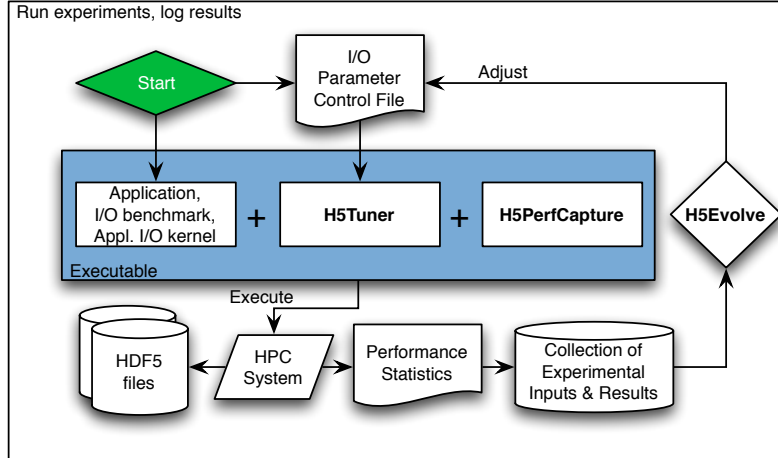 Run experiments, log results
Start
I/O
Parameter
Control File
Adjust
Application,
I/O benchmark,
Appl. I/O kernel
+
H5Tuner
+
H5PerfCapture
H5Evolve
Executable
Execute
HDF5
files
HPC
System
Performance
Statistics
Collection of
Experimental
Inputs & Results